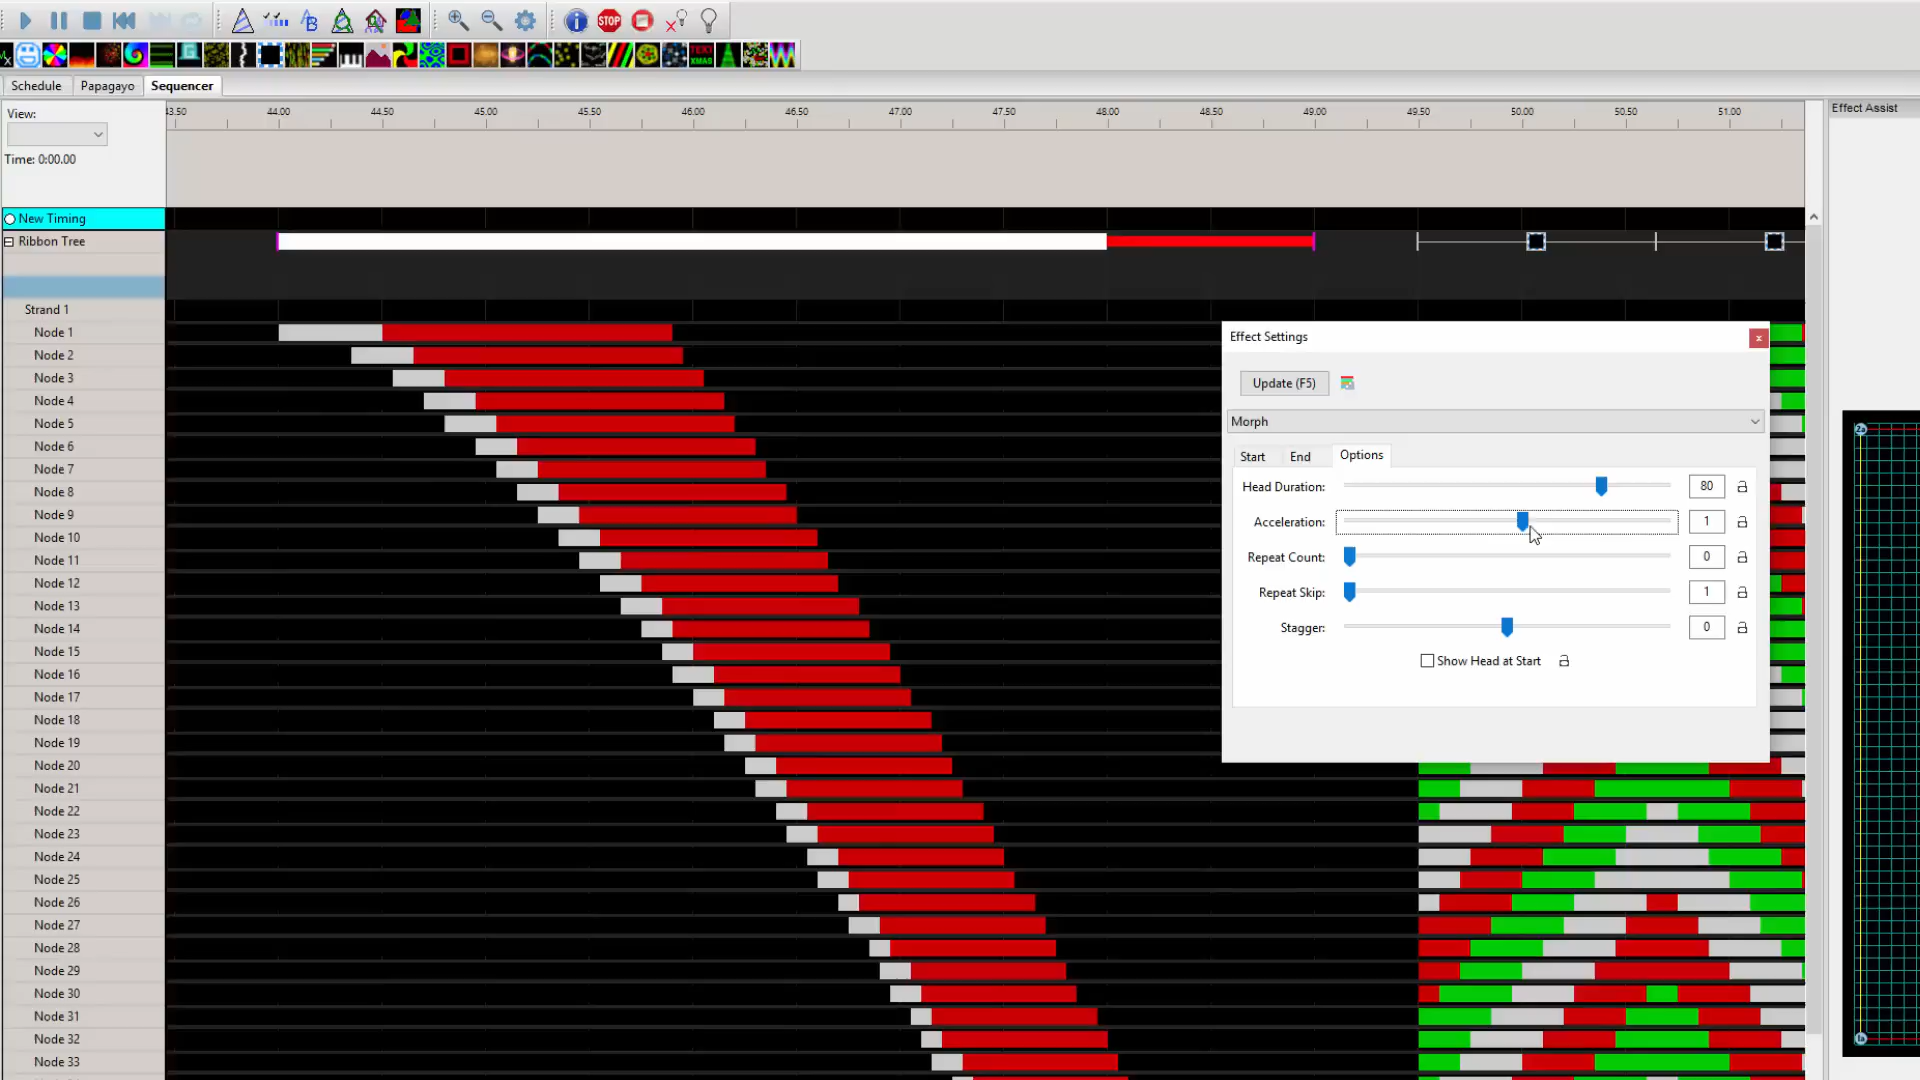 TEXT
XMAS
Schedule Papagayo Sequencer
View:
Time: 0:00.00
43.50 44.00 44.50 45.00 45.50 46.00 46.50 47.00 47.50 48.00 48.50 49.00 49.50 50.00 50.50 51.00
Effect Assist
New Timing
Ribbon Tree
Strand 1
Node 1
Node 2
Node 3
Node 4
Node 5
Node 6
Node 7
Node 8
Node 9
Node 10
Node 11
Node 12
Node 13
Node 14
Node 15
Node 16
Node 17
Node 18
Node 19
Node 20
Node 21
Node 22
Node 23
Node 24
Node 25
Node 26
Node 27
Node 28
Node 29
Node 30
Node 31
Node 32
Node 33
Effect Settings
Update (F5)
Morph
Start End Options
Head Duration: 80
Acceleration: 1
Repeat Count: 0
Repeat Skip: 1
Stagger: 0
Show Head at Start
STOP
2a
1a